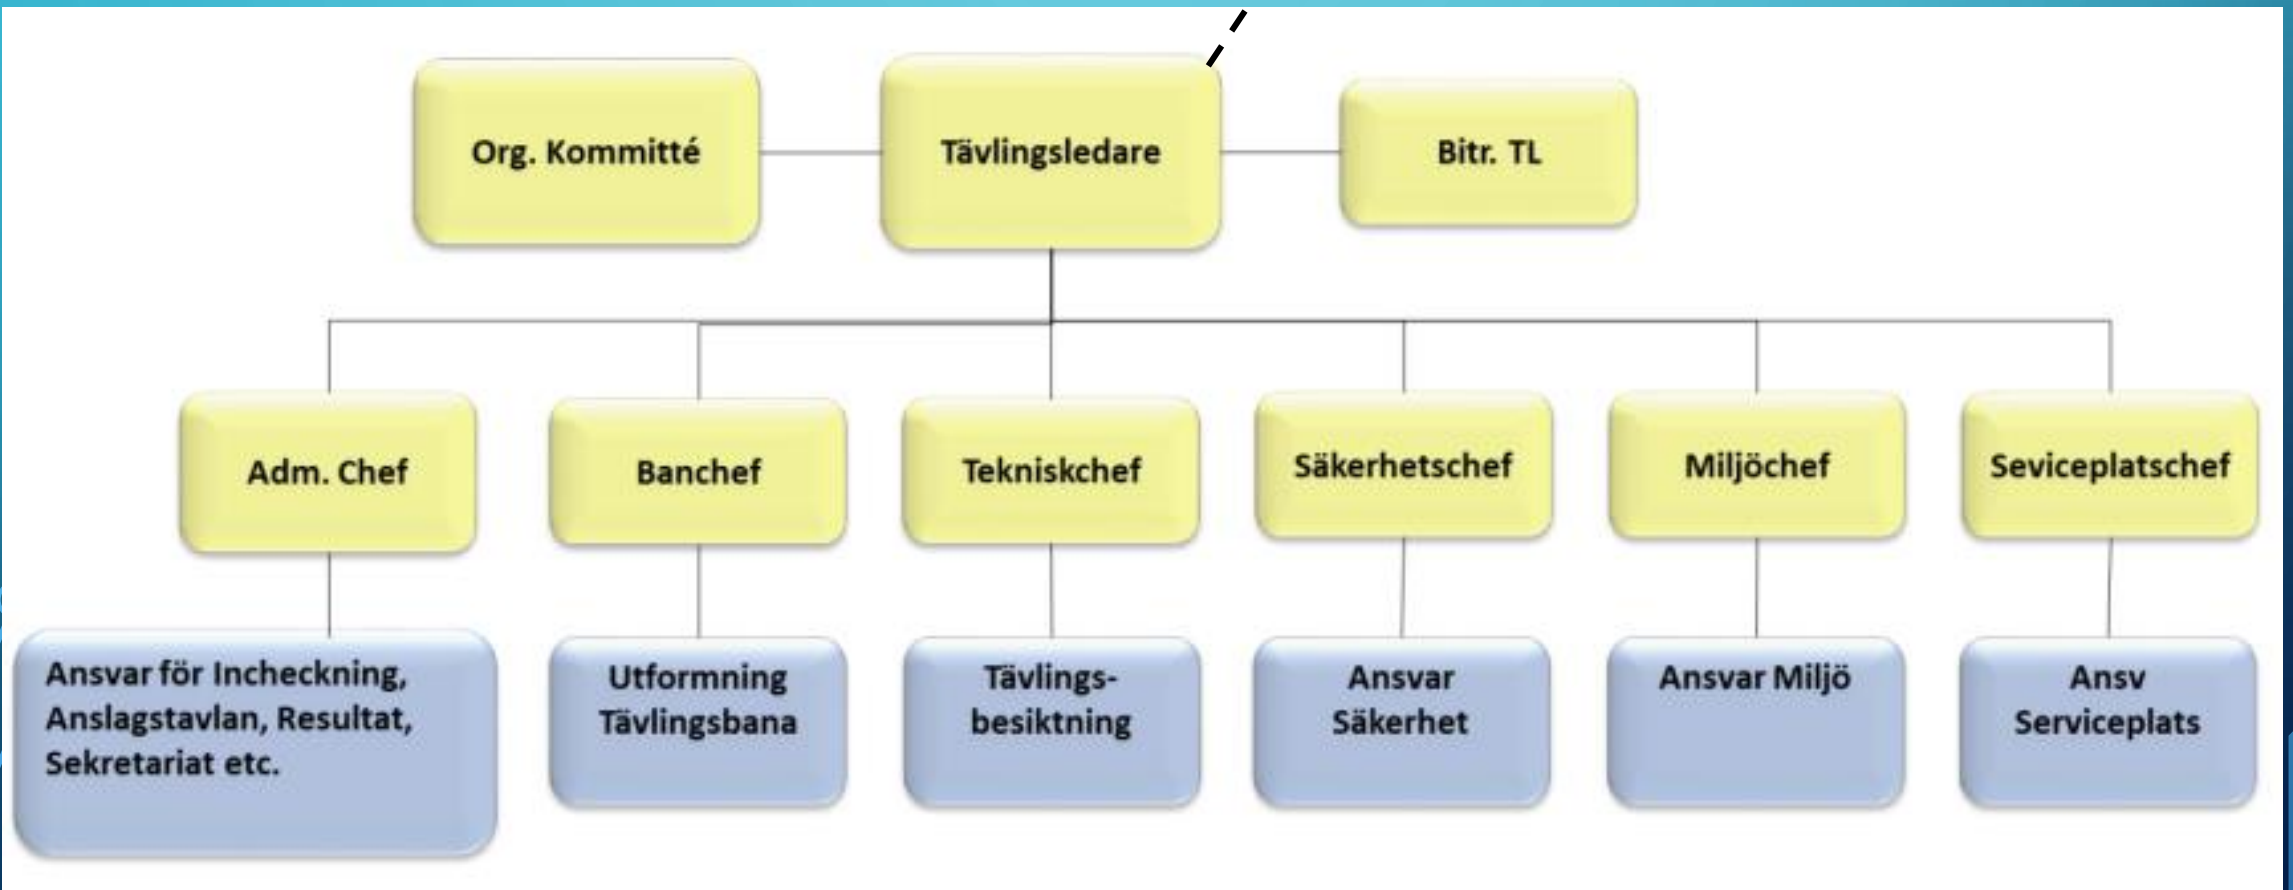 Org. Kommitté
Tävlingsledare
Bitr. TL
Adm. Chef
Banchef
Tekniskchef
Säkerhetschef
Miljöchef
Seviceplatschef
Ansvar för Incheckning,
Anslagstavlan, Resultat,
Sekretariat etc.
Utformning
Tävlingsbana
Tävlings-
besiktning
Ansvar
Säkerhet
Ansvar Miljö
Ansv
Serviceplats